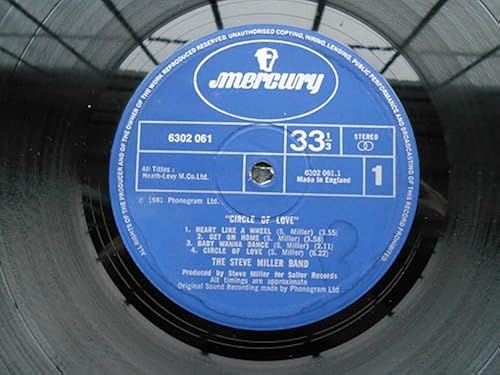 ALL RIGHTS OF THE PRODUCER AND OF THE OWNER OF THE WORK REPRODUCED RESERVED. UNAUTHORISED COPYING, HIRING, LENDING, PUBLIC PERFORMANCE AND BROADCASTING OF THIS RECORD PROHIBITED
mercury
6302 061
33 1/3
STEREO
All Titles :
Heath-Levy M.Co.Ltd.
6302 061.1
Made in England
1
℗ 1981 Phonogram Ltd.
"CIRCLE OF LOVE"
1. HEART LIKE A WHEEL (S. Miller) (3.55)
2. GET ON HOME (S. Miller) (3.58)
3. BABY WANNA DANCE (S. Miller) (2.11)
4. CIRCLE OF LOVE (S. Miller) (6.22)
THE STEVE MILLER BAND
Produced by Steve Miller for Sailor Records
All timings are approximate
Original Sound Recording made by Phonogram Ltd